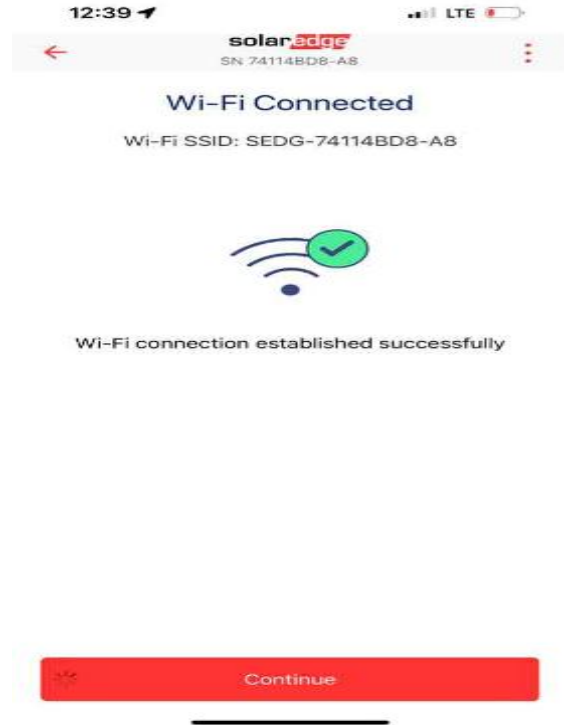 12:39
LTE
solaredge
SN 74114BD8-A8
Wi-Fi Connected
Wi-Fi SSID: SEDG-74114BD8-A8
Wi-Fi connection established successfully
Continue